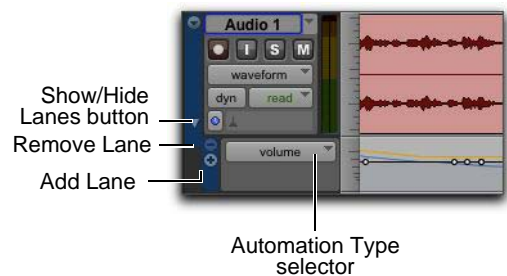 Audio 1
I S M
waveform
dyn read
Show/Hide
Lanes button
Remove Lane
volume
Add Lane
Automation Type
selector